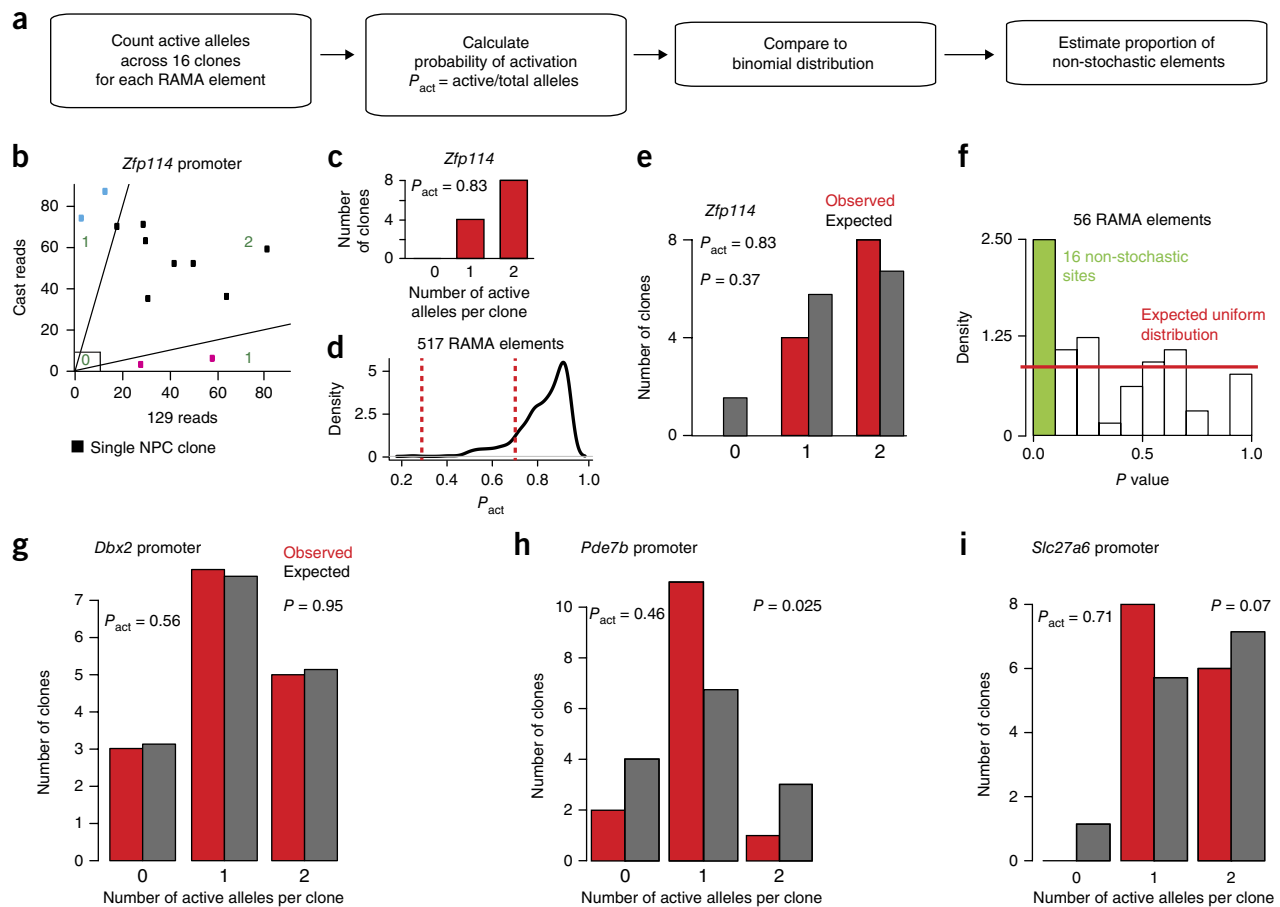 a
Count active alleles
across 16 clones
for each RAMA element
Calculate
probability of activation
Pact = active/total alleles
Compare to
binomial distribution
Estimate proportion of
non-stochastic elements
b
Zfp114 promoter
80
60
40
20
0
Cast reads
1
2
0
1
0 20 40 60 80
129 reads
Single NPC clone
c
Zfp114
Pact = 0.83
8
4
0
Number
of clones
0 1 2
Number of active
alleles per clone
d
517 RAMA elements
5
2.5
0
Density
0.2 0.4 0.6 0.8 1.0
Pact
e
Observed
Expected
Zfp114
Pact = 0.83
P = 0.37
8
4
0
Number of clones
0 1 2
f
56 RAMA elements
16 non-stochastic
sites
Expected uniform
distribution
2.50
1.25
0
Density
0.0 0.5 1.0
P value
g
Dbx2 promoter
Observed
Expected
Pact = 0.56
P = 0.95
7
6
5
4
3
2
1
0
Number of clones
0 1 2
Number of active alleles per clone
h
Pde7b promoter
Pact = 0.46
P = 0.025
10
8
6
4
2
0
Number of clones
0 1 2
Number of active alleles per clone
i
Slc27a6 promoter
Pact = 0.71
P = 0.07
8
6
4
2
0
Number of clones
0 1 2
Number of active alleles per clone